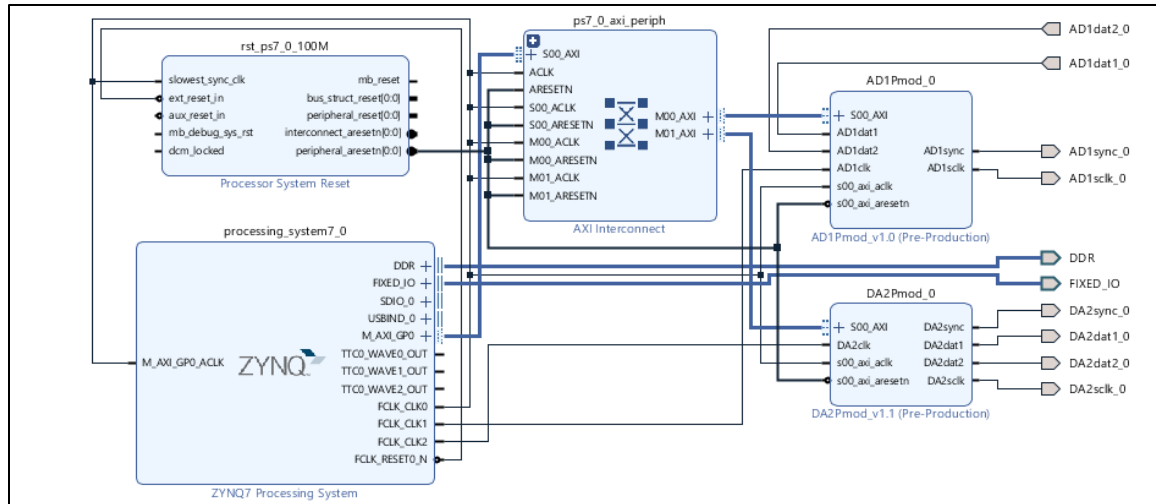 rst_ps7_0_100M
slowest_sync_clk
ext_reset_in
aux_reset_in
mb_debug_sys_rst
dcm_locked
mb_reset
bus_struct_reset[0:0]
peripheral_reset[0:0]
interconnect_aresetn[0:0]
peripheral_aresetn[0:0]
Processor System Reset
ps7_0_axi_periph
S00_AXI
ACLK
ARESETN
S00_ACLK
S00_ARESETN
M00_ACLK
M00_ARESETN
M01_ACLK
M01_ARESETN
M00_AXI
M01_AXI
AXI Interconnect
AD1dat2_0
AD1dat1_0
AD1Pmod_0
S00_AXI
AD1dat1
AD1dat2
AD1clk
s00_axi_aclk
s00_axi_aresetn
AD1sync
AD1sclk
AD1Pmod_v1.0 (Pre-Production)
AD1sync_0
AD1sclk_0
processing_system7_0
M_AXI_GP0_ACLK
ZYNQ
DDR
FIXED_IO
SDIO_0
USBIND_0
M_AXI_GP0
TTC0_WAVE0_OUT
TTC0_WAVE1_OUT
TTC0_WAVE2_OUT
FCLK_CLK0
FCLK_CLK1
FCLK_CLK2
FCLK_RESET0_N
ZYNQ7 Processing System
DDR
FIXED_IO
DA2Pmod_0
S00_AXI
DA2clk
s00_axi_aclk
s00_axi_aresetn
DA2sync
DA2dat1
DA2dat2
DA2sclk
DA2Pmod_v1.1 (Pre-Production)
DA2sync_0
DA2dat1_0
DA2dat2_0
DA2sclk_0